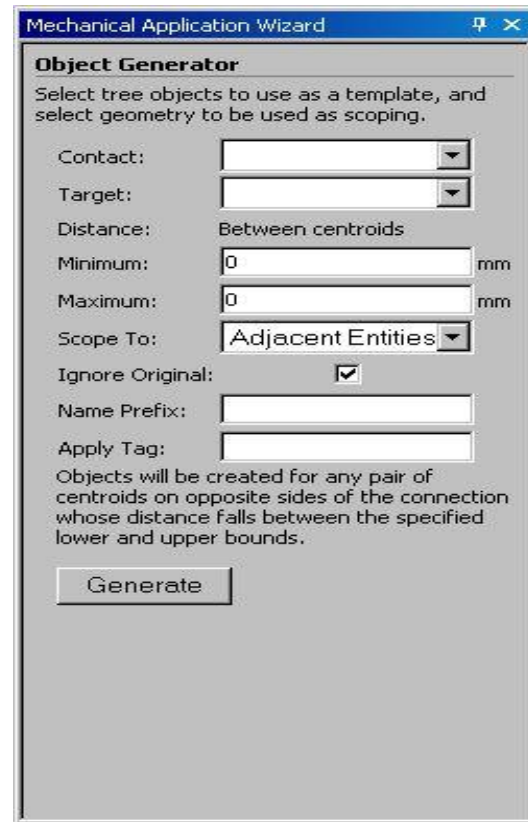 Mechanical Application Wizard
Object Generator
Select tree objects to use as a template, and
select geometry to be used as scoping.
Contact:
Target:
Distance: Between centroids
Minimum: 0 mm
Maximum: 0 mm
Scope To: Adjacent Entities
Ignore Original:
Name Prefix:
Apply Tag:
Objects will be created for any pair of
centroids on opposite sides of the connection
whose distance falls between the specified
lower and upper bounds.
Generate